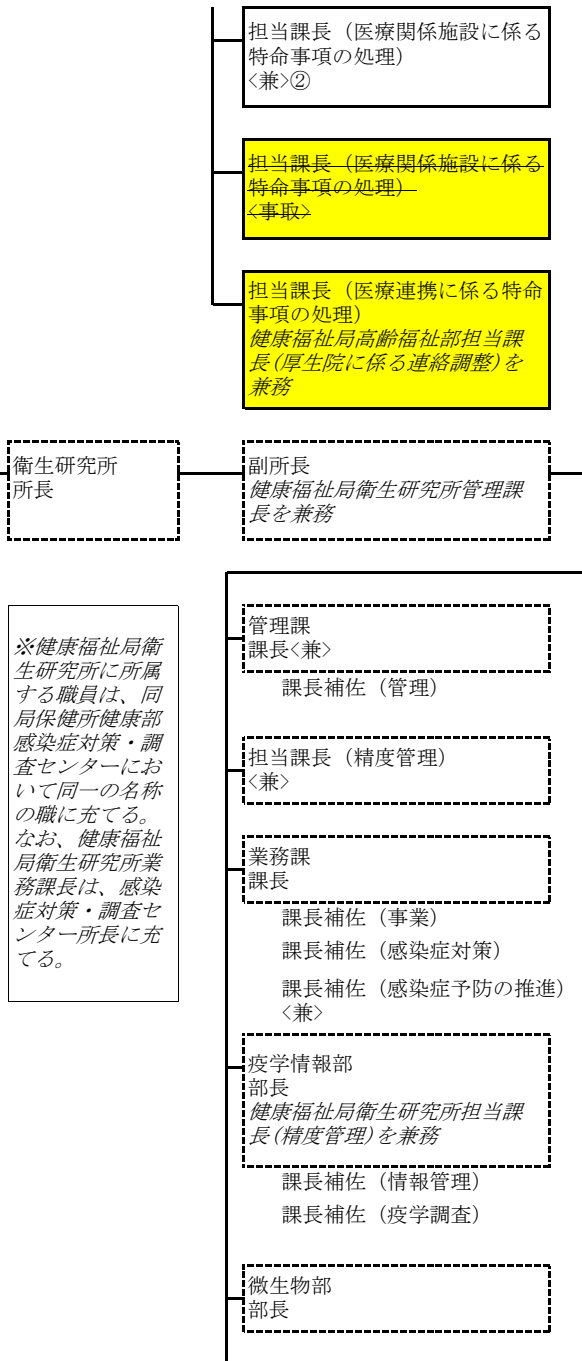 担当課長（医療関係施設に係る
特命事項の処理）
<兼>②
担当課長（医療関係施設に係る
特命事項の処理）
<事取>
担当課長（医療連携に係る特命
事項の処理）
健康福祉局高齢福祉部担当課
長(厚生院に係る連絡調整)を
兼務
衛生研究所
所長
副所長
健康福祉局衛生研究所管理課
長を兼務
※健康福祉局衛
生研究所に所属
する職員は、同
局保健所健康部
感染症対策・調
査センターにお
いて同一の名称
の職に充てる。
なお、健康福祉
局衛生研究所業
務課長は、感染
症対策・調査セ
ンター所長に充
てる。
管理課
課長<兼>
課長補佐（管理）
担当課長（精度管理）
<兼>
業務課
課長
課長補佐（事業）
課長補佐（感染症対策）
課長補佐（感染症予防の推進）
<兼>
疫学情報部
部長
健康福祉局衛生研究所担当課
長(精度管理)を兼務
課長補佐（情報管理）
課長補佐（疫学調査）
微生物部
部長